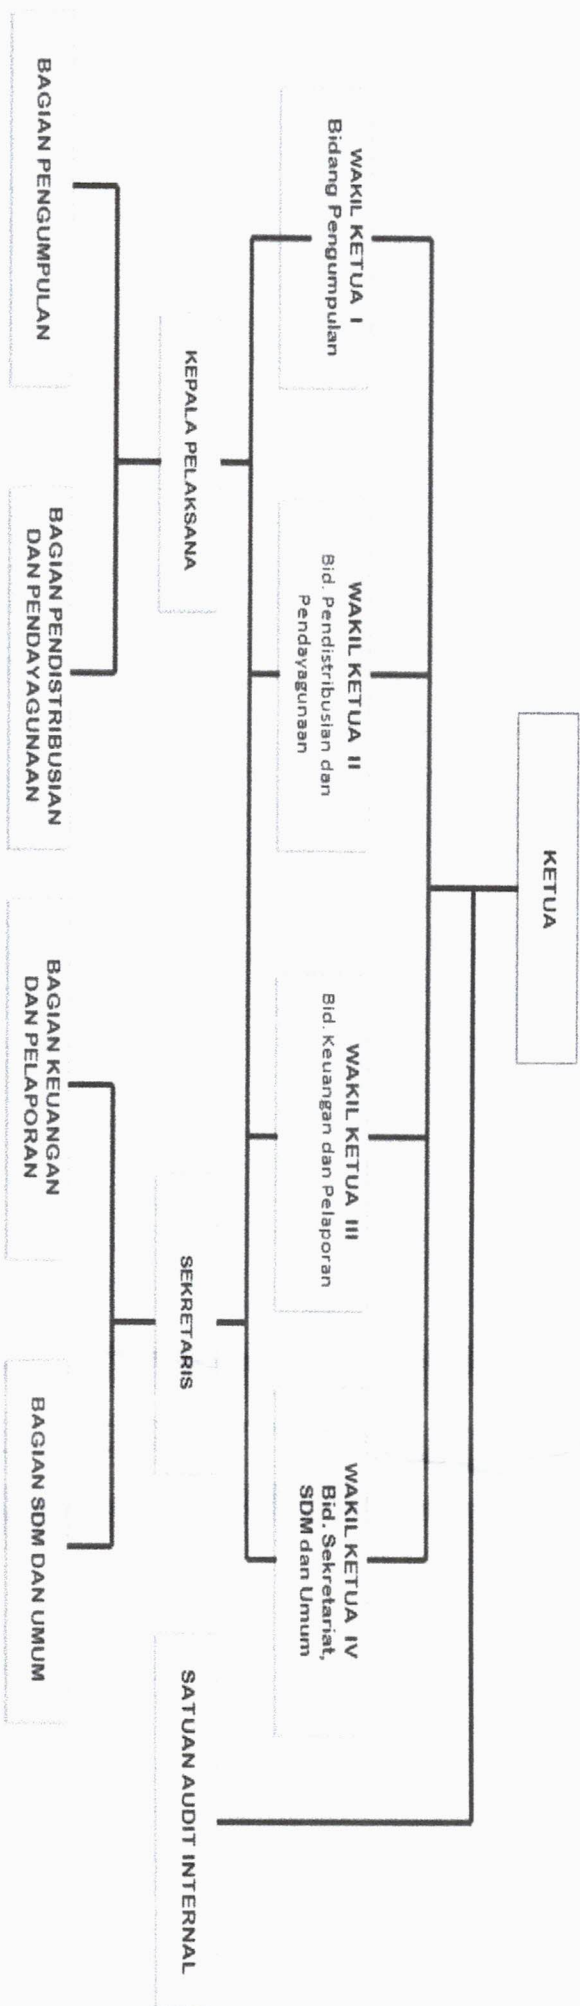 KETUA
WAKIL KETUA I
Bidang Pengumpulan
WAKIL KETUA II
Bid. Pendistribusian dan
Pendayagunaan
WAKIL KETUA III
Bid. Keuangan dan Pelaporan
WAKIL KETUA IV
Bid. Sekretariat,
SDM dan Umum
KEPALA PELAKSANA
SEKRETARIS
SATUAN AUDIT INTERNAL
BAGIAN PENGUMPULAN
BAGIAN PENDISTRIBUSIAN
DAN PENDAYAGUNAAN
BAGIAN KEUANGAN
DAN PELAPORAN
BAGIAN SDM DAN UMUM